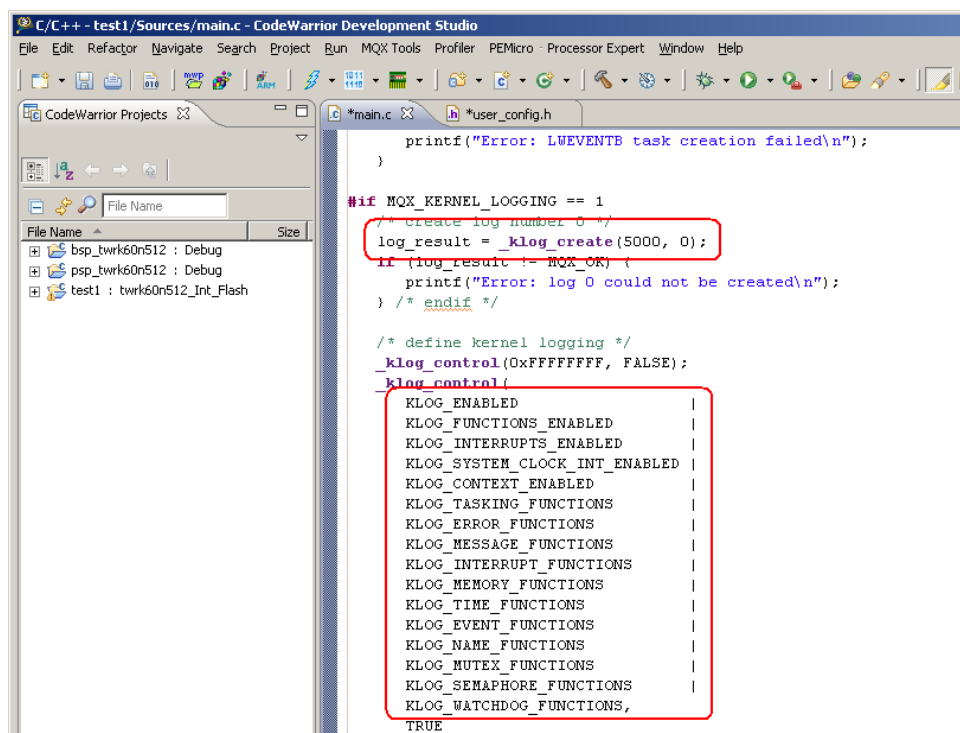 C/C++ - test1/Sources/main.c - CodeWarrior Development Studio
File Edit Refactor Navigate Search Project Run MQX Tools Profiler PEMicro Processor Expert Window Help
CodeWarrior Projects
*main.c
*user_config.h
File Name
File Name Size
bsp_twrk60n512 : Debug
psp_twrk60n512 : Debug
test1 : twrk60n512_Int_Flash
printf("Error: LWEVENTB task creation failed\n");
}
#if MQX_KERNEL_LOGGING == 1
/* create log number 0 */
log_result = _klog_create(5000, 0);
if (log_result != MQX_OK) {
printf("Error: log 0 could not be created\n");
} /* endif */
/* define kernel logging */
_klog_control(0xFFFFFFFF, FALSE);
_klog_control(
KLOG_ENABLED |
KLOG_FUNCTIONS_ENABLED |
KLOG_INTERRUPTS_ENABLED |
KLOG_SYSTEM_CLOCK_INT_ENABLED |
KLOG_CONTEXT_ENABLED |
KLOG_TASKING_FUNCTIONS |
KLOG_ERROR_FUNCTIONS |
KLOG_MESSAGE_FUNCTIONS |
KLOG_INTERRUPT_FUNCTIONS |
KLOG_MEMORY_FUNCTIONS |
KLOG_TIME_FUNCTIONS |
KLOG_EVENT_FUNCTIONS |
KLOG_NAME_FUNCTIONS |
KLOG_MUTEX_FUNCTIONS |
KLOG_SEMAPHORE_FUNCTIONS |
KLOG_WATCHDOG_FUNCTIONS,
TRUE